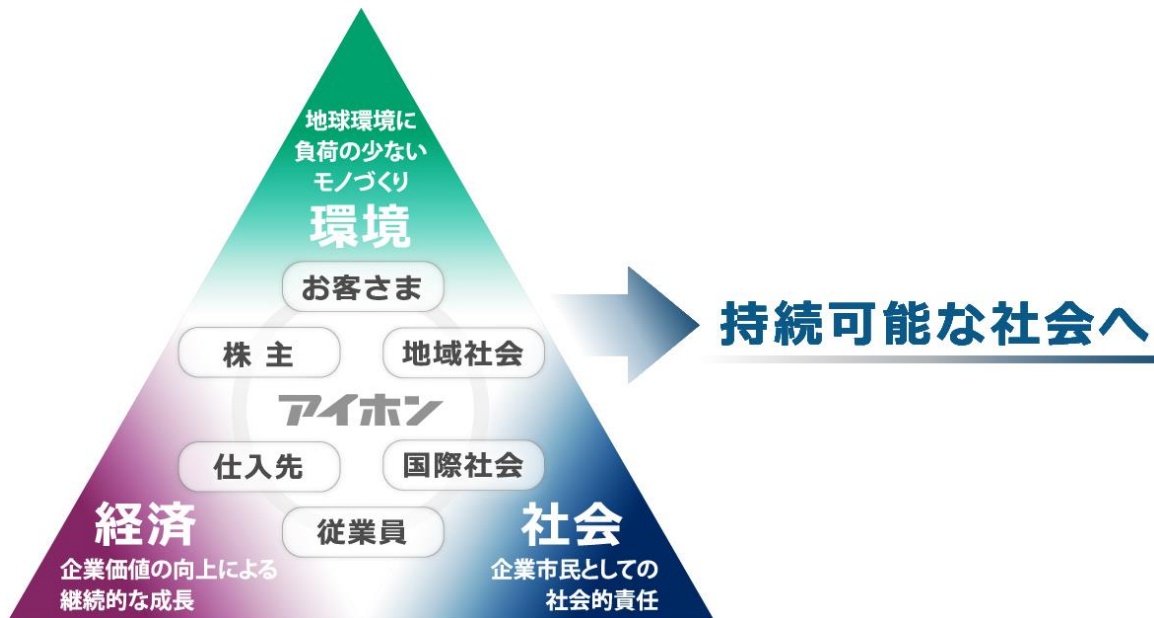 地球環境に
負荷の少ない
モノづくり
環境
お客さま
株主
地域社会
アイホン
仕入先
国際社会
従業員
経済
企業価値の向上による
継続的な成長
社会
企業市民としての
社会的責任
持続可能な社会へ